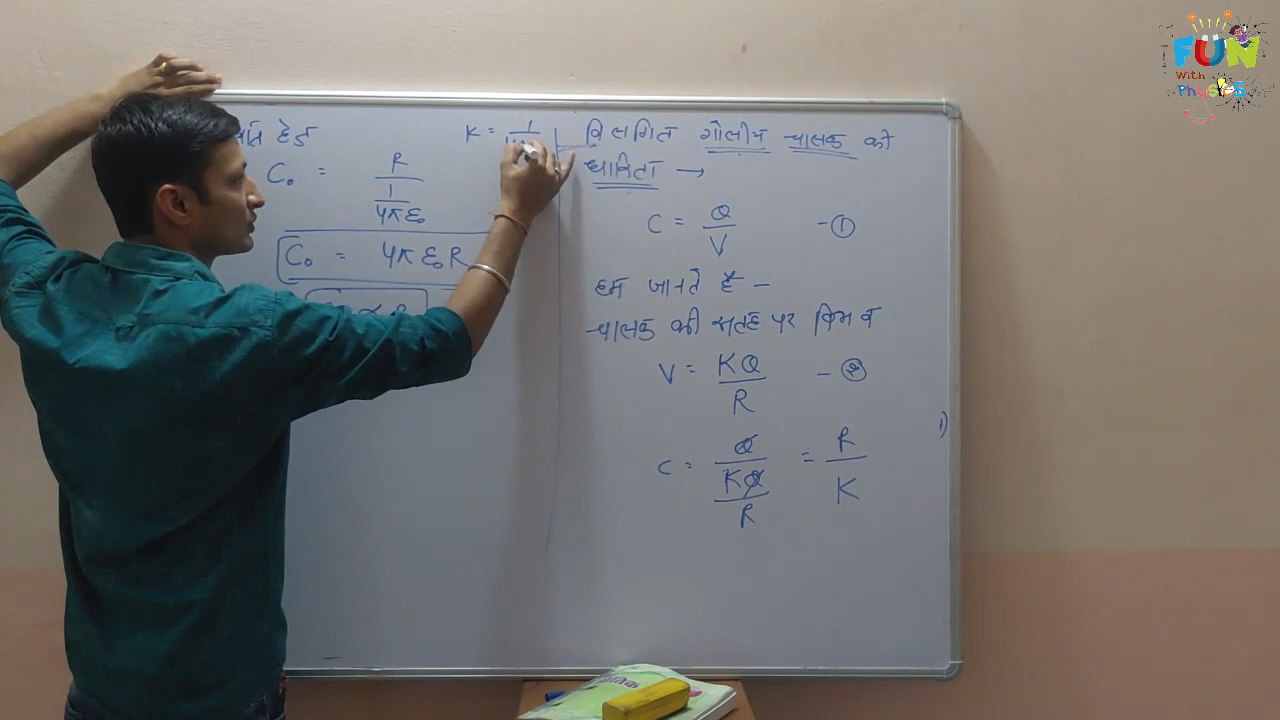 FUN
With
Physics
हेतु
K = 1
C₀ = R
1
4πε₀
C₀ = 4πε₀R
विलगित गोलीय चालक की
धारिता →
C = Q
V
-①
हम जानते हैं -
चालक की सतह पर विभव
V = KQ
R
-②
C = Q
KQ
R
= R
K
1)